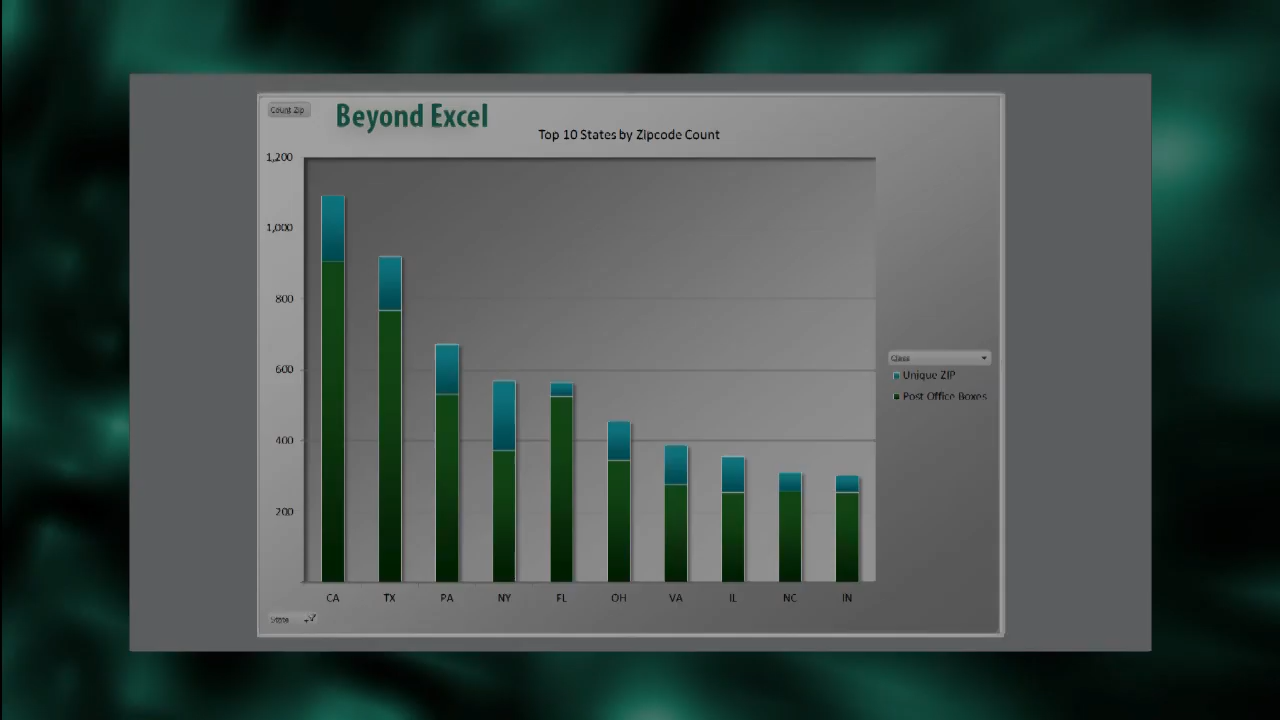 Count Zip
Beyond Excel
Top 10 States by Zipcode Count
1,200
1,000
800
600
400
200
Class
Unique ZIP
Post Office Boxes
CA TX PA NY FL OH VA IL NC IN
State